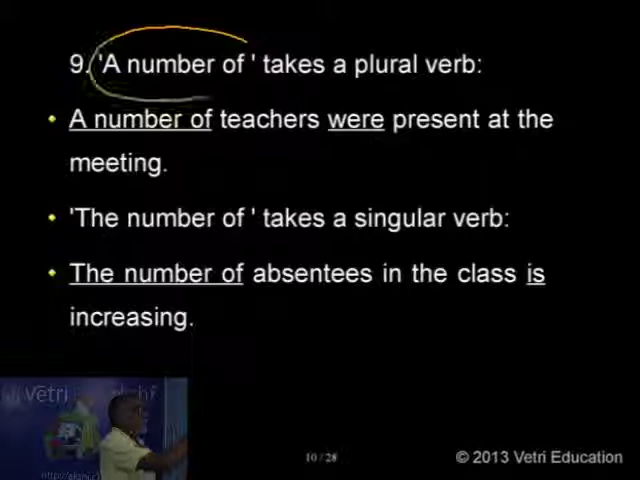 9. 'A number of ' takes a plural verb:
• A number of teachers were present at the
meeting.
• 'The number of ' takes a singular verb:
• The number of absentees in the class is
increasing.
Vetri
10 / 28
© 2013 Vetri Education